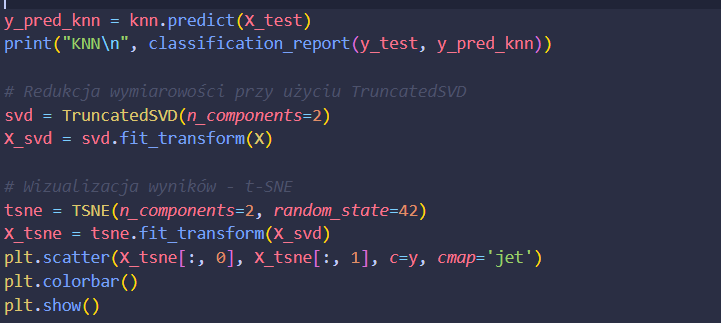 y_pred_knn = knn.predict(X_test)
print("KNN\n", classification_report(y_test, y_pred_knn))
# Redukcja wymiarowości przy użyciu TruncatedSVD
svd = TruncatedSVD(n_components=2)
X_svd = svd.fit_transform(X)
# Wizualizacja wyników - t-SNE
tsne = TSNE(n_components=2, random_state=42)
X_tsne = tsne.fit_transform(X_svd)
plt.scatter(X_tsne[:, 0], X_tsne[:, 1], c=y, cmap='jet')
plt.colorbar()
plt.show()